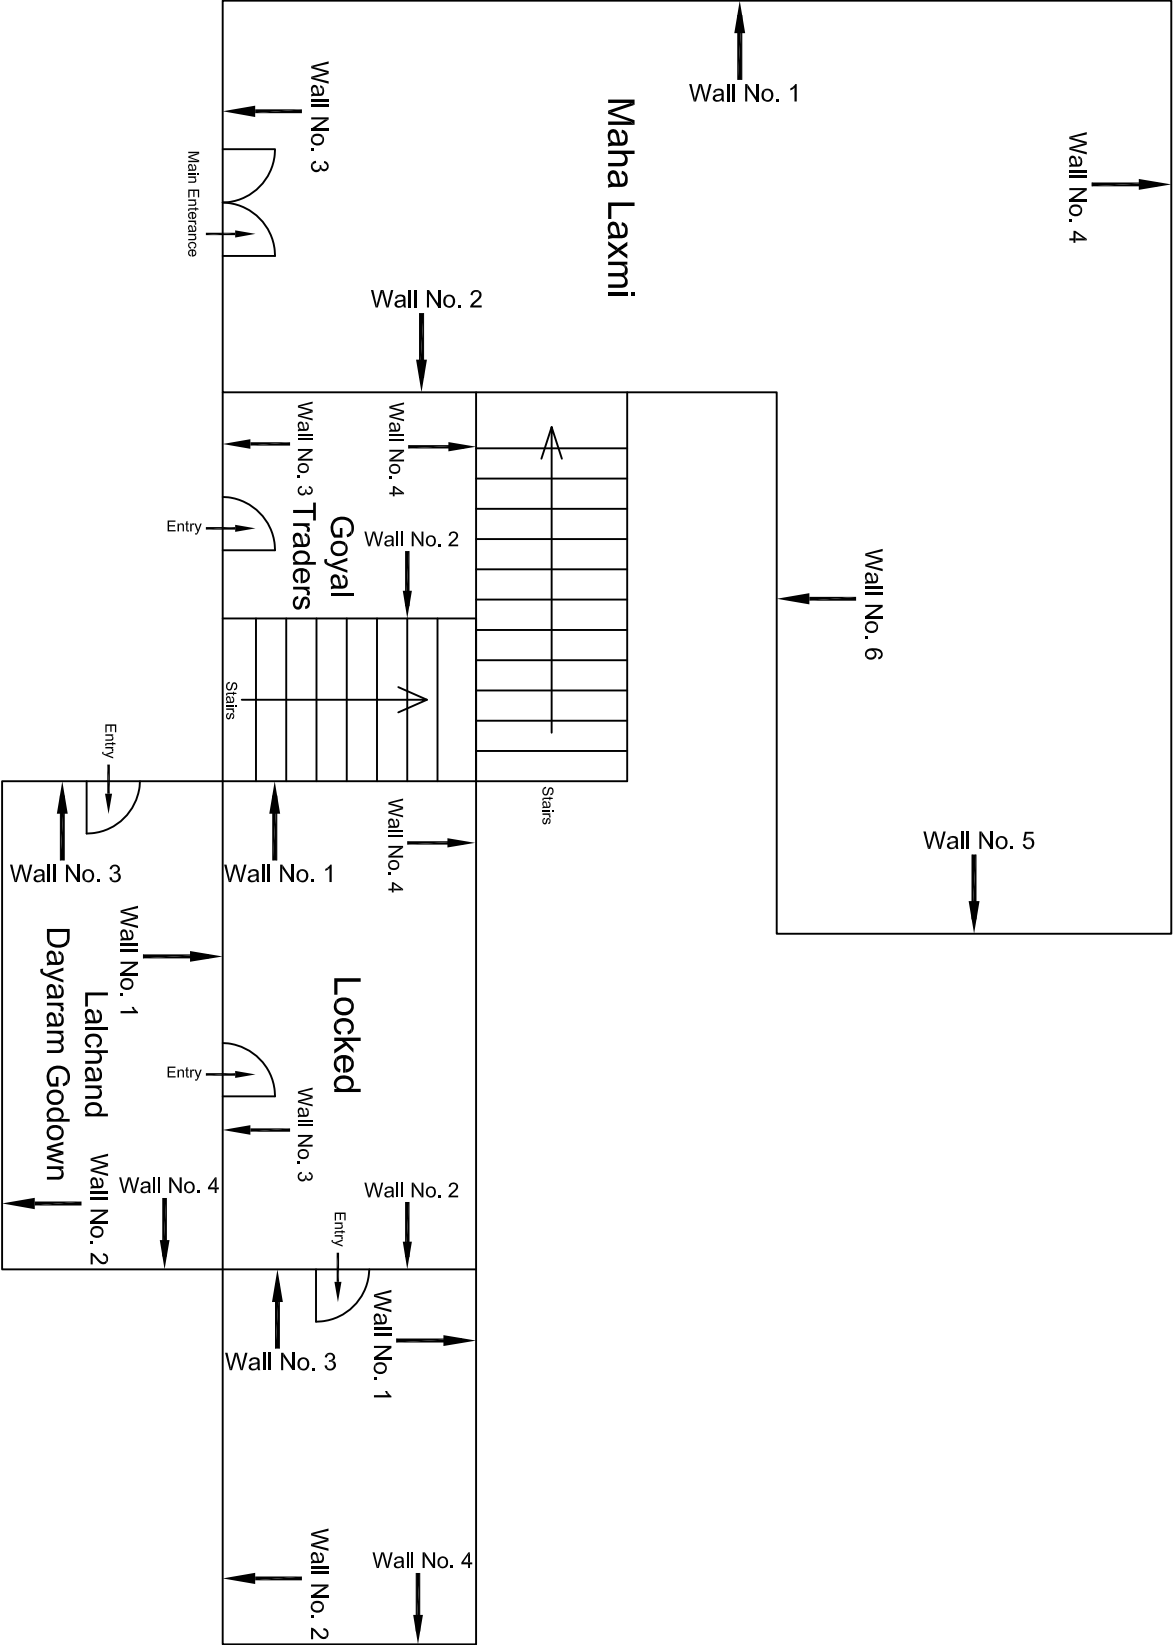 Wall No. 1
Wall No. 3
Maha Laxmi
Wall No. 4
Main Enterance
Wall No. 2
Wall No. 3
Wall No. 4
Entry
Goyal
Traders
Wall No. 2
Wall No. 6
Stairs
Stairs
Entry
Wall No. 4
Wall No. 5
Wall No. 3
Wall No. 1
Wall No. 1
Lalchand
Dayaram Godown
Locked
Entry
Wall No. 3
Wall No. 2
Wall No. 4
Wall No. 2
Entry
Wall No. 3
Wall No. 1
Wall No. 2
Wall No. 4